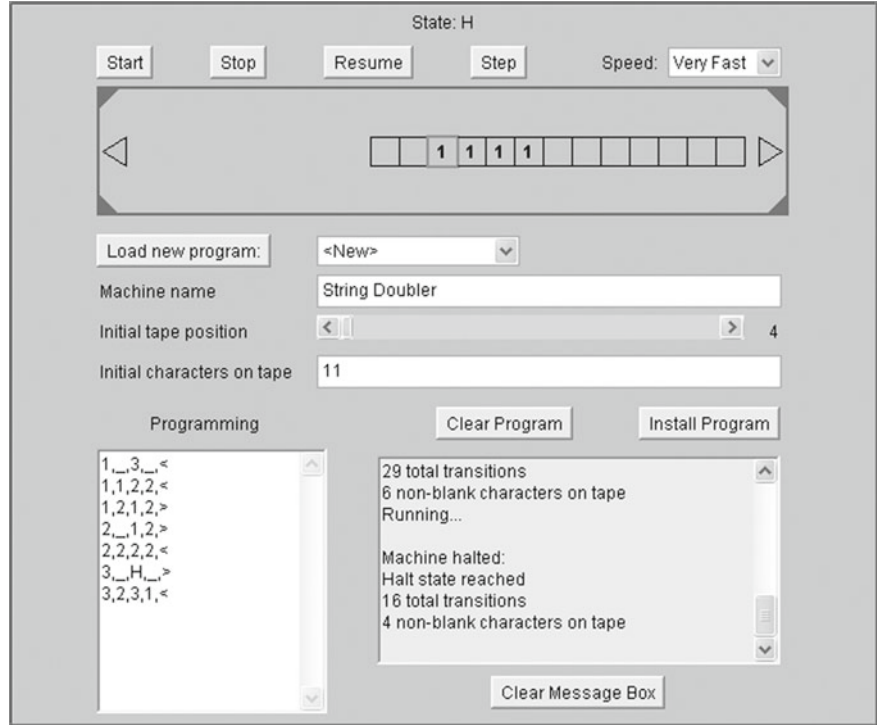 State: H
Start Stop Resume Step Speed: Very Fast
1 1 1 1
Load new program: <New>
Machine name String Doubler
Initial tape position 4
Initial characters on tape 11
Programming Clear Program Install Program
1,_,3,_,<
1,1,2,2,<
1,2,1,2,>
2,_,1,2,>
2,2,2,2,<
3,_,H,_,>
3,2,3,1,<
29 total transitions
6 non-blank characters on tape
Running...
Machine halted:
Halt state reached
16 total transitions
4 non-blank characters on tape
Clear Message Box